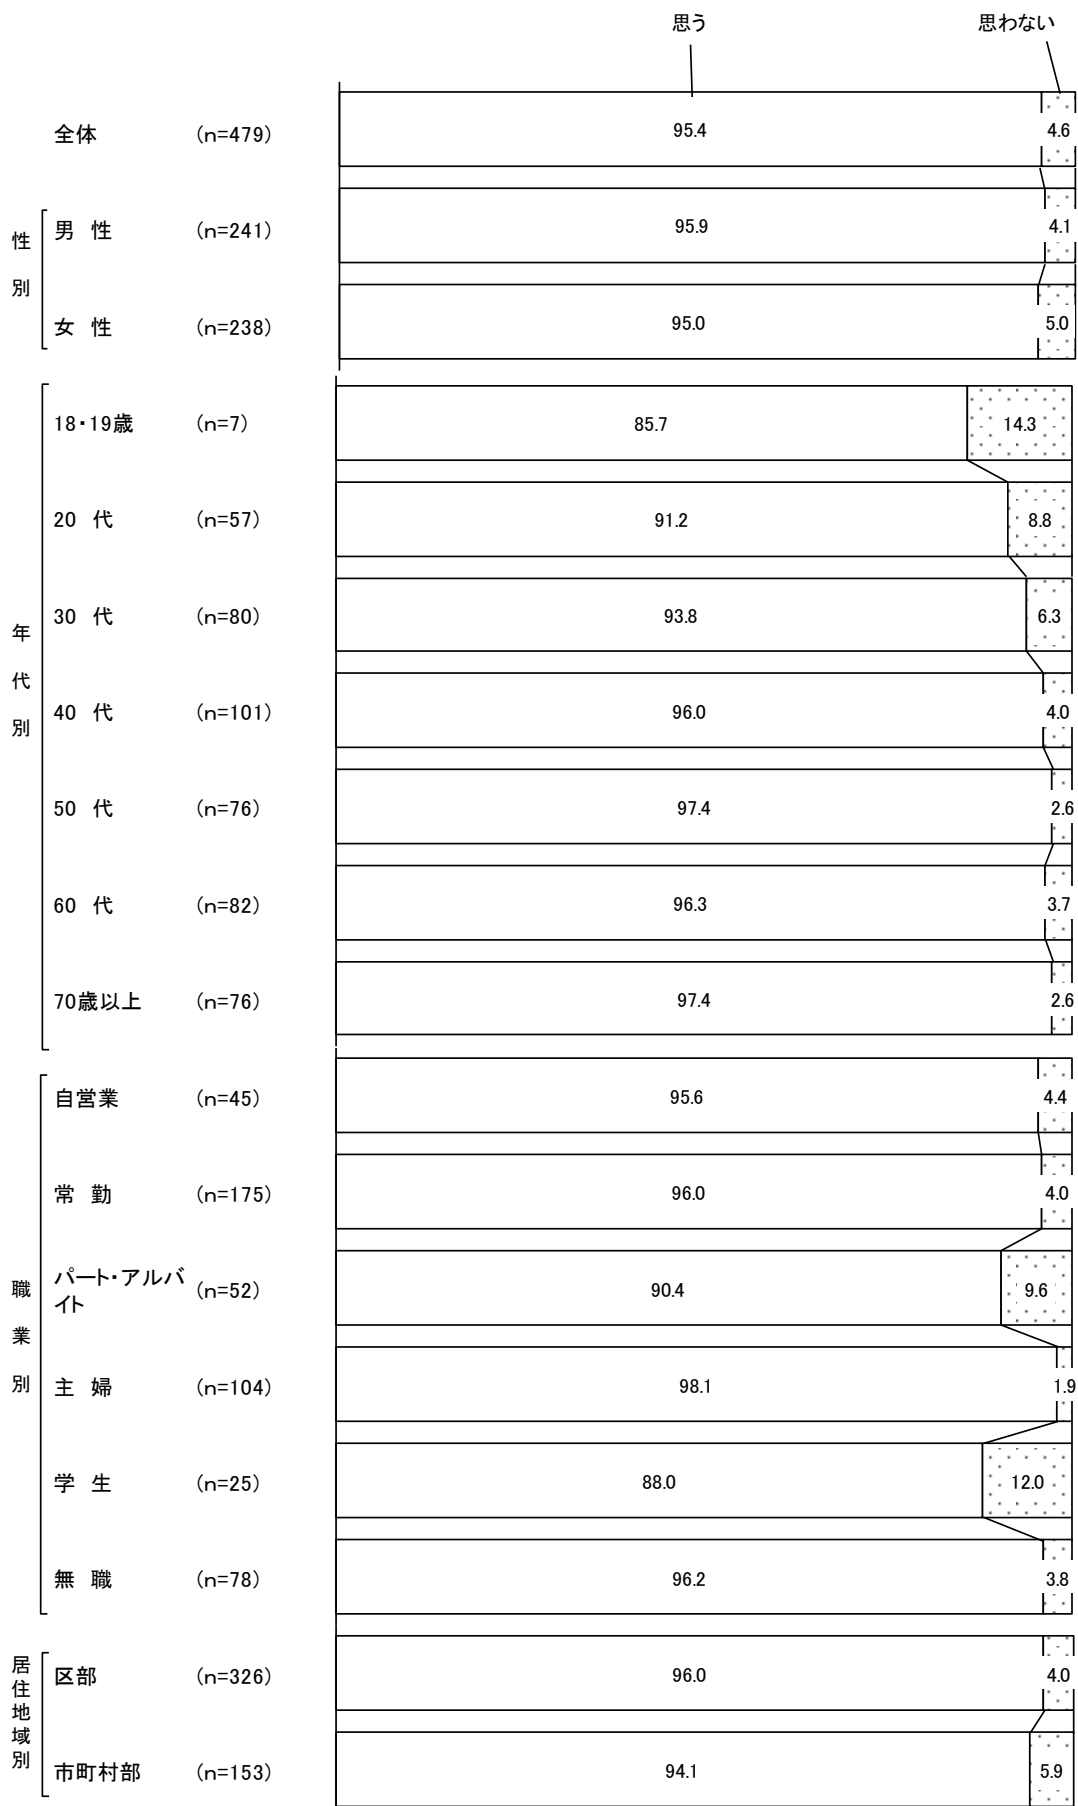 思う 思わない
全体 (n=479) 95.4 4.6
性別
男 性 (n=241) 95.9 4.1
女 性 (n=238) 95.0 5.0
年代別
18・19歳 (n=7) 85.7 14.3
20 代 (n=57) 91.2 8.8
30 代 (n=80) 93.8 6.3
40 代 (n=101) 96.0 4.0
50 代 (n=76) 97.4 2.6
60 代 (n=82) 96.3 3.7
70歳以上 (n=76) 97.4 2.6
職業別
自営業 (n=45) 95.6 4.4
常 勤 (n=175) 96.0 4.0
パート・アルバ
イト (n=52) 90.4 9.6
主 婦 (n=104) 98.1 1.9
学 生 (n=25) 88.0 12.0
無 職 (n=78) 96.2 3.8
居住地域別
区部 (n=326) 96.0 4.0
市町村部 (n=153) 94.1 5.9